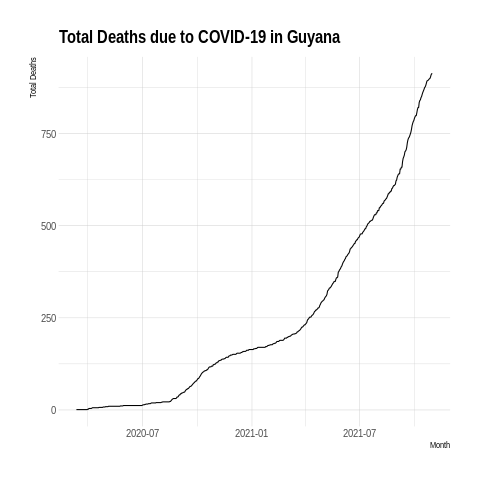 Total Deaths due to COVID-19 in Guyana
Total Deaths
750
500
250
0
2020-07 2021-01 2021-07
Month